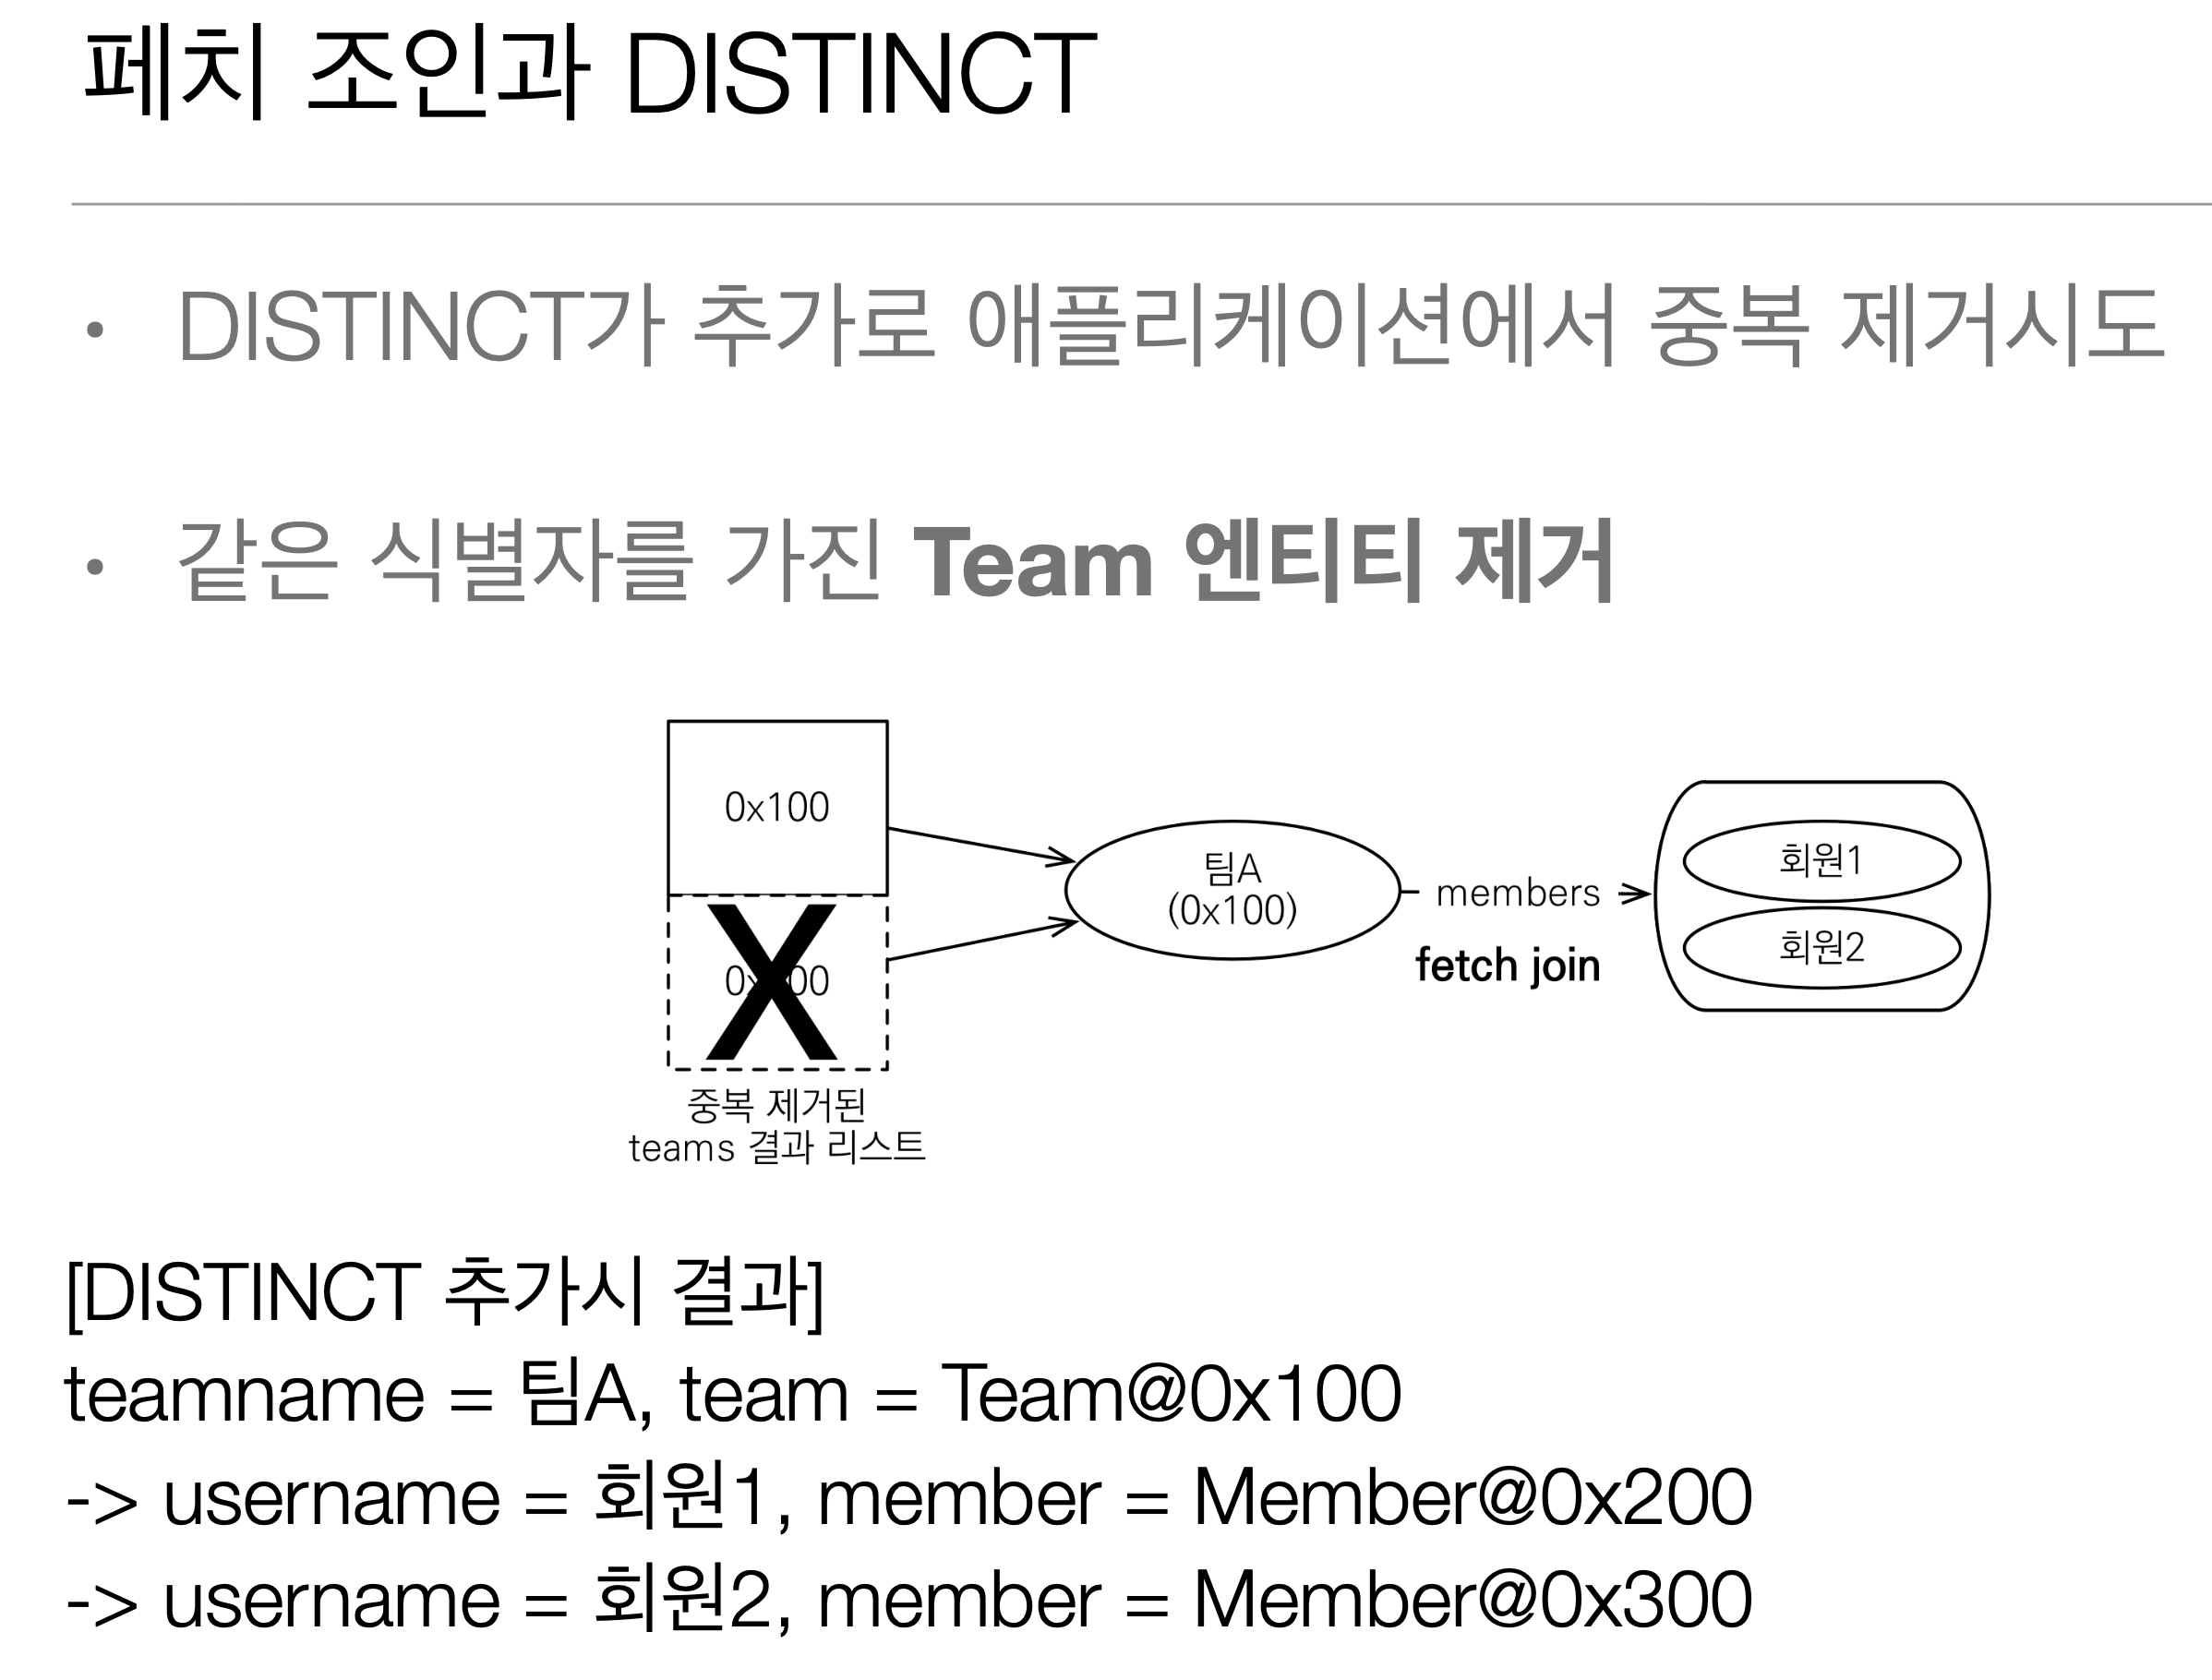 페치 조인과 DISTINCT
• DISTINCT가 추가로 애플리케이션에서 중복 제거시도
• 같은 식별자를 가진 Team 엔티티 제거
0x100
팀A
(0x100)
members
fetch join
회원1
회원2
0x100
X
중복 제거된
teams 결과 리스트
[DISTINCT 추가시 결과]
teamname = 팀A, team = Team@0x100
-> username = 회원1, member = Member@0x200
-> username = 회원2, member = Member@0x300